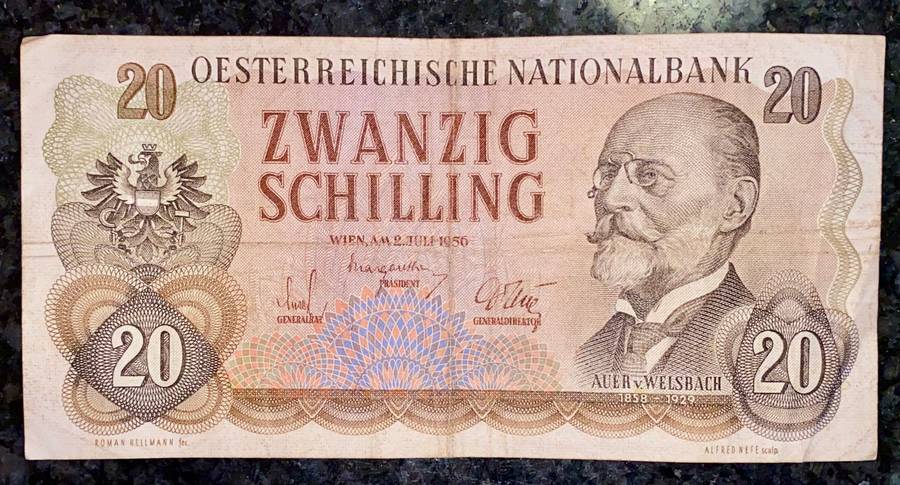 20
OESTERREICHISCHE NATIONALBANK
20
ZWANZIG
SCHILLING
WIEN, AM 2. JULI 1956
PRÄSIDENT
GENERALRAT
GENERALDIREKTOR
20
20
AUER v. WELSBACH
1858 - 1929
ROMAN HELLMANN fec.
ALFRED NEFE sculp.